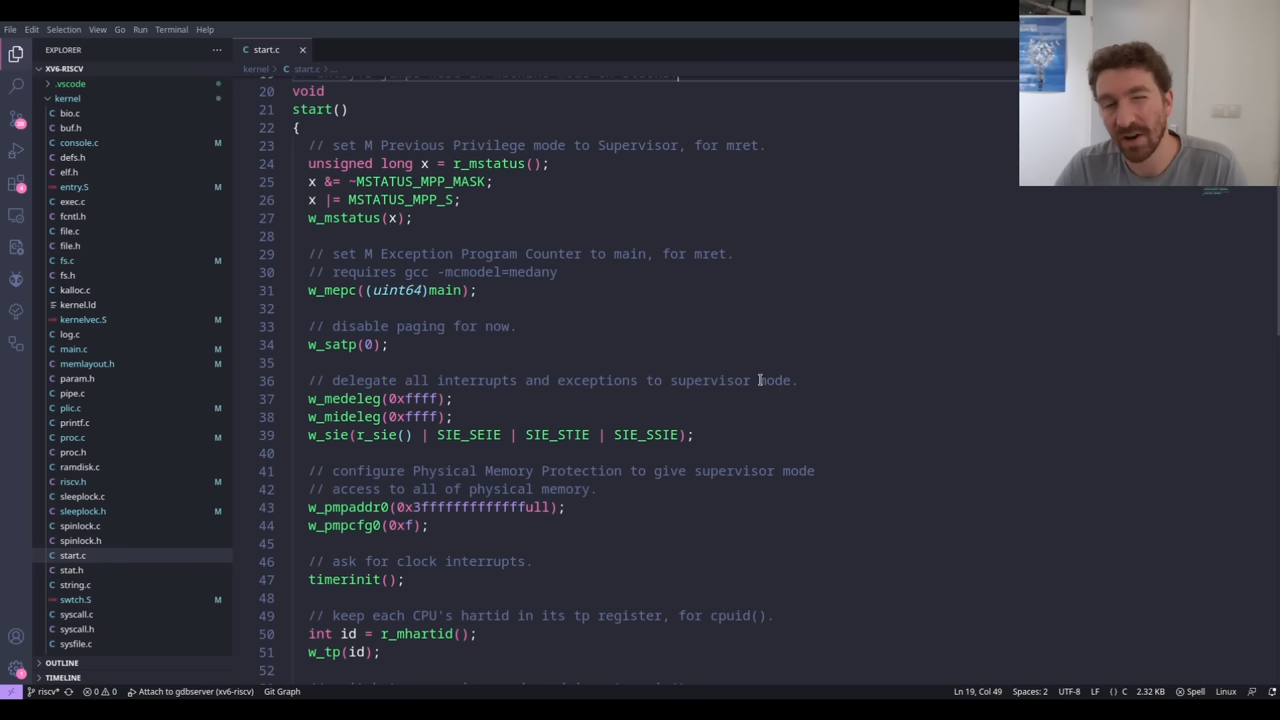 File Edit Selection View Go Run Terminal Help
EXPLORER
start.c
XV6-RISCV
kernel > C start.c > ...
.vscode
kernel
C bio.c
C buf.h
C console.c M
C defs.h
C elf.h
entry.S M
C exec.c
C fcntl.h
C file.c
C file.h
C fs.c M
C fs.h
C kalloc.c
kernel.ld
kernelvec.S M
C log.c
C main.c M
C memlayout.h M
C param.h
C pipe.c
C plic.c M
C printf.c
C proc.c M
C proc.h
C ramdisk.c
C riscv.h M
C sleeplock.c
C sleeplock.h M
C spinlock.c
C spinlock.h
C start.c
C stat.h
C string.c
swtch.S M
C syscall.c
C syscall.h
C sysfile.c
OUTLINE
TIMELINE
20 void
21 start()
22 {
23 // set M Previous Privilege mode to Supervisor, for mret.
24 unsigned long x = r_mstatus();
25 x &= ~MSTATUS_MPP_MASK;
26 x |= MSTATUS_MPP_S;
27 w_mstatus(x);
28
29 // set M Exception Program Counter to main, for mret.
30 // requires gcc -mcmodel=medany
31 w_mepc((uint64)main);
32
33 // disable paging for now.
34 w_satp(0);
35
36 // delegate all interrupts and exceptions to supervisor mode.
37 w_medeleg(0xffff);
38 w_mideleg(0xffff);
39 w_sie(r_sie() | SIE_SEIE | SIE_STIE | SIE_SSIE);
40
41 // configure Physical Memory Protection to give supervisor mode
42 // access to all of physical memory.
43 w_pmpaddr0(0x3fffffffffffffull);
44 w_pmpcfg0(0xf);
45
46 // ask for clock interrupts.
47 timerinit();
48
49 // keep each CPU's hartid in its tp register, for cpuid().
50 int id = r_mhartid();
51 w_tp(id);
52
riscv* 0 0 Attach to gdbserver (xv6-riscv) Git Graph Ln 19, Col 49 Spaces: 2 UTF-8 LF {} C 2.32 KB Spell Linux